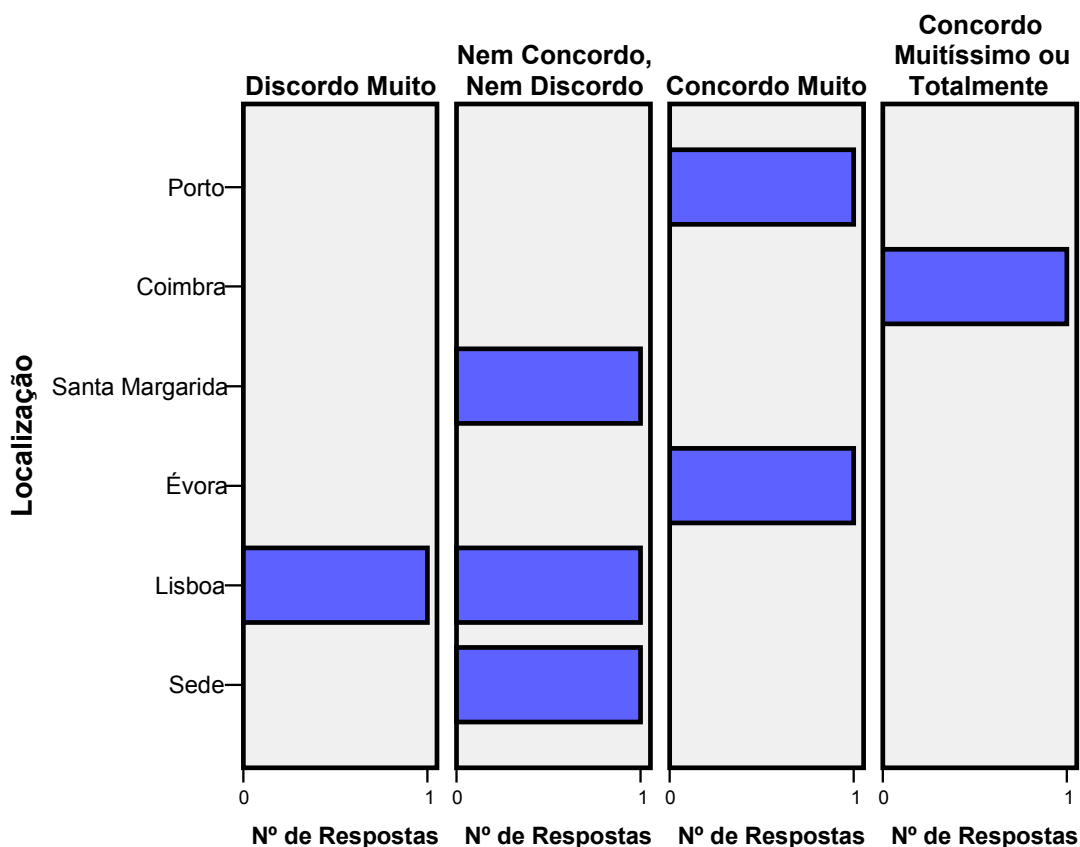 Discordo Muito
Nem Concordo,
Nem Discordo
Concordo Muito
Concordo
Muitíssimo ou
Totalmente
Localização
Porto
Coimbra
Santa Margarida
Évora
Lisboa
Sede
0 1 0 1 0 1 0 1
Nº de Respostas Nº de Respostas Nº de Respostas Nº de Respostas